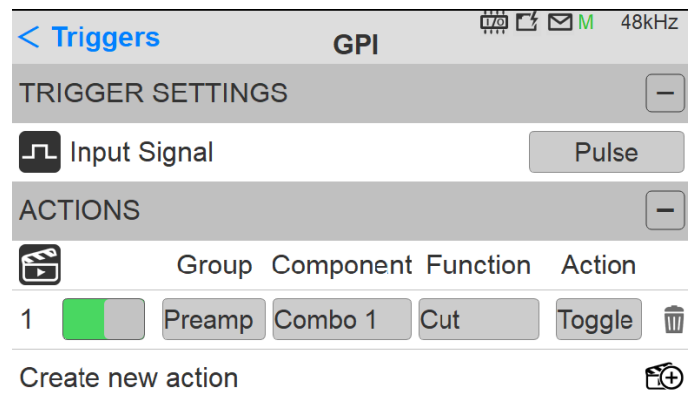 < Triggers GPI I/O M 48kHz
TRIGGER SETTINGS
Input Signal Pulse
ACTIONS
Group Component Function Action
1 Preamp Combo 1 Cut Toggle
Create new action